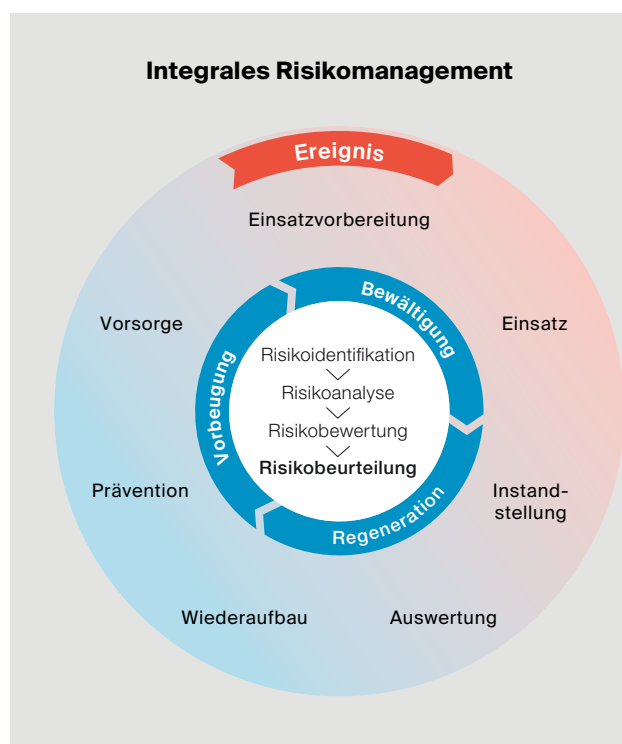 Integrales Risikomanagement
Ereignis
Einsatzvorbereitung
Bewältigung
Vorsorge
Einsatz
Risikoidentifikation
Risikoanalyse
Vorbeugung
Risikobewertung
Risikobeurteilung
Prävention
Instand-
stellung
Regeneration
Wiederaufbau
Auswertung